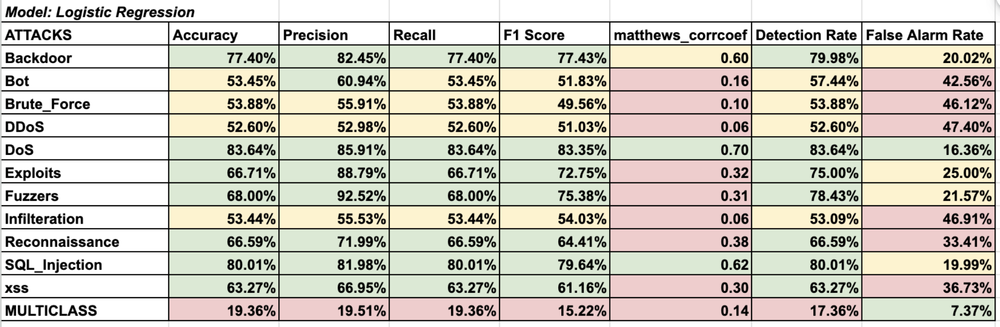 Model: Logistic Regression
ATTACKS Accuracy Precision Recall F1 Score matthews_corrcoef Detection Rate False Alarm Rate
Backdoor 77.40% 82.45% 77.40% 77.43% 0.60 79.98% 20.02%
Bot 53.45% 60.94% 53.45% 51.83% 0.16 57.44% 42.56%
Brute_Force 53.88% 55.91% 53.88% 49.56% 0.10 53.88% 46.12%
DDoS 52.60% 52.98% 52.60% 51.03% 0.06 52.60% 47.40%
DoS 83.64% 85.91% 83.64% 83.35% 0.70 83.64% 16.36%
Exploits 66.71% 88.79% 66.71% 72.75% 0.32 75.00% 25.00%
Fuzzers 68.00% 92.52% 68.00% 75.38% 0.31 78.43% 21.57%
Infilteration 53.44% 55.53% 53.44% 54.03% 0.06 53.09% 46.91%
Reconnaissance 66.59% 71.99% 66.59% 64.41% 0.38 66.59% 33.41%
SQL_Injection 80.01% 81.98% 80.01% 79.64% 0.62 80.01% 19.99%
xss 63.27% 66.95% 63.27% 61.16% 0.30 63.27% 36.73%
MULTICLASS 19.36% 19.51% 19.36% 15.22% 0.14 17.36% 7.37%